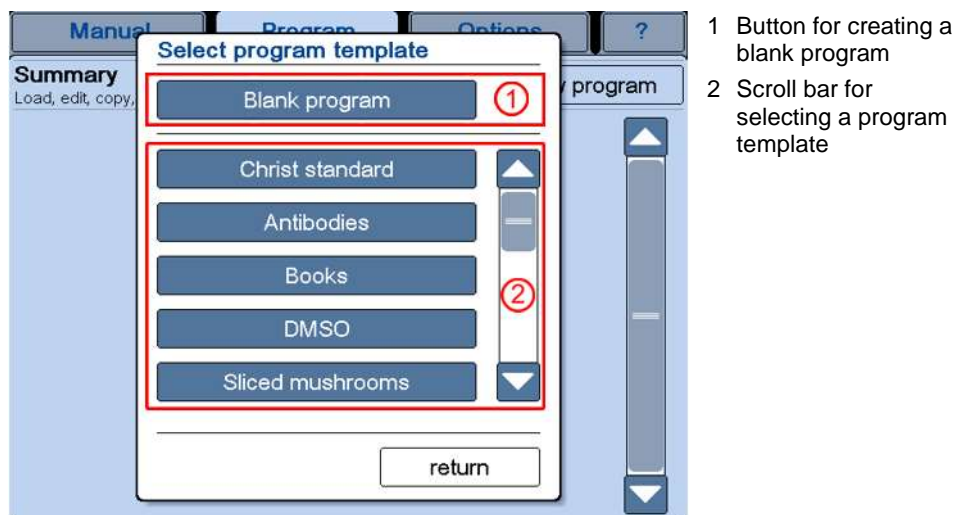 Manual Program Options ?
Select program template
Summary
Load, edit, copy,
program
Blank program 1
Christ standard
Antibodies
Books
2
DMSO
Sliced mushrooms
return
1 Button for creating a
blank program
2 Scroll bar for
selecting a program
template